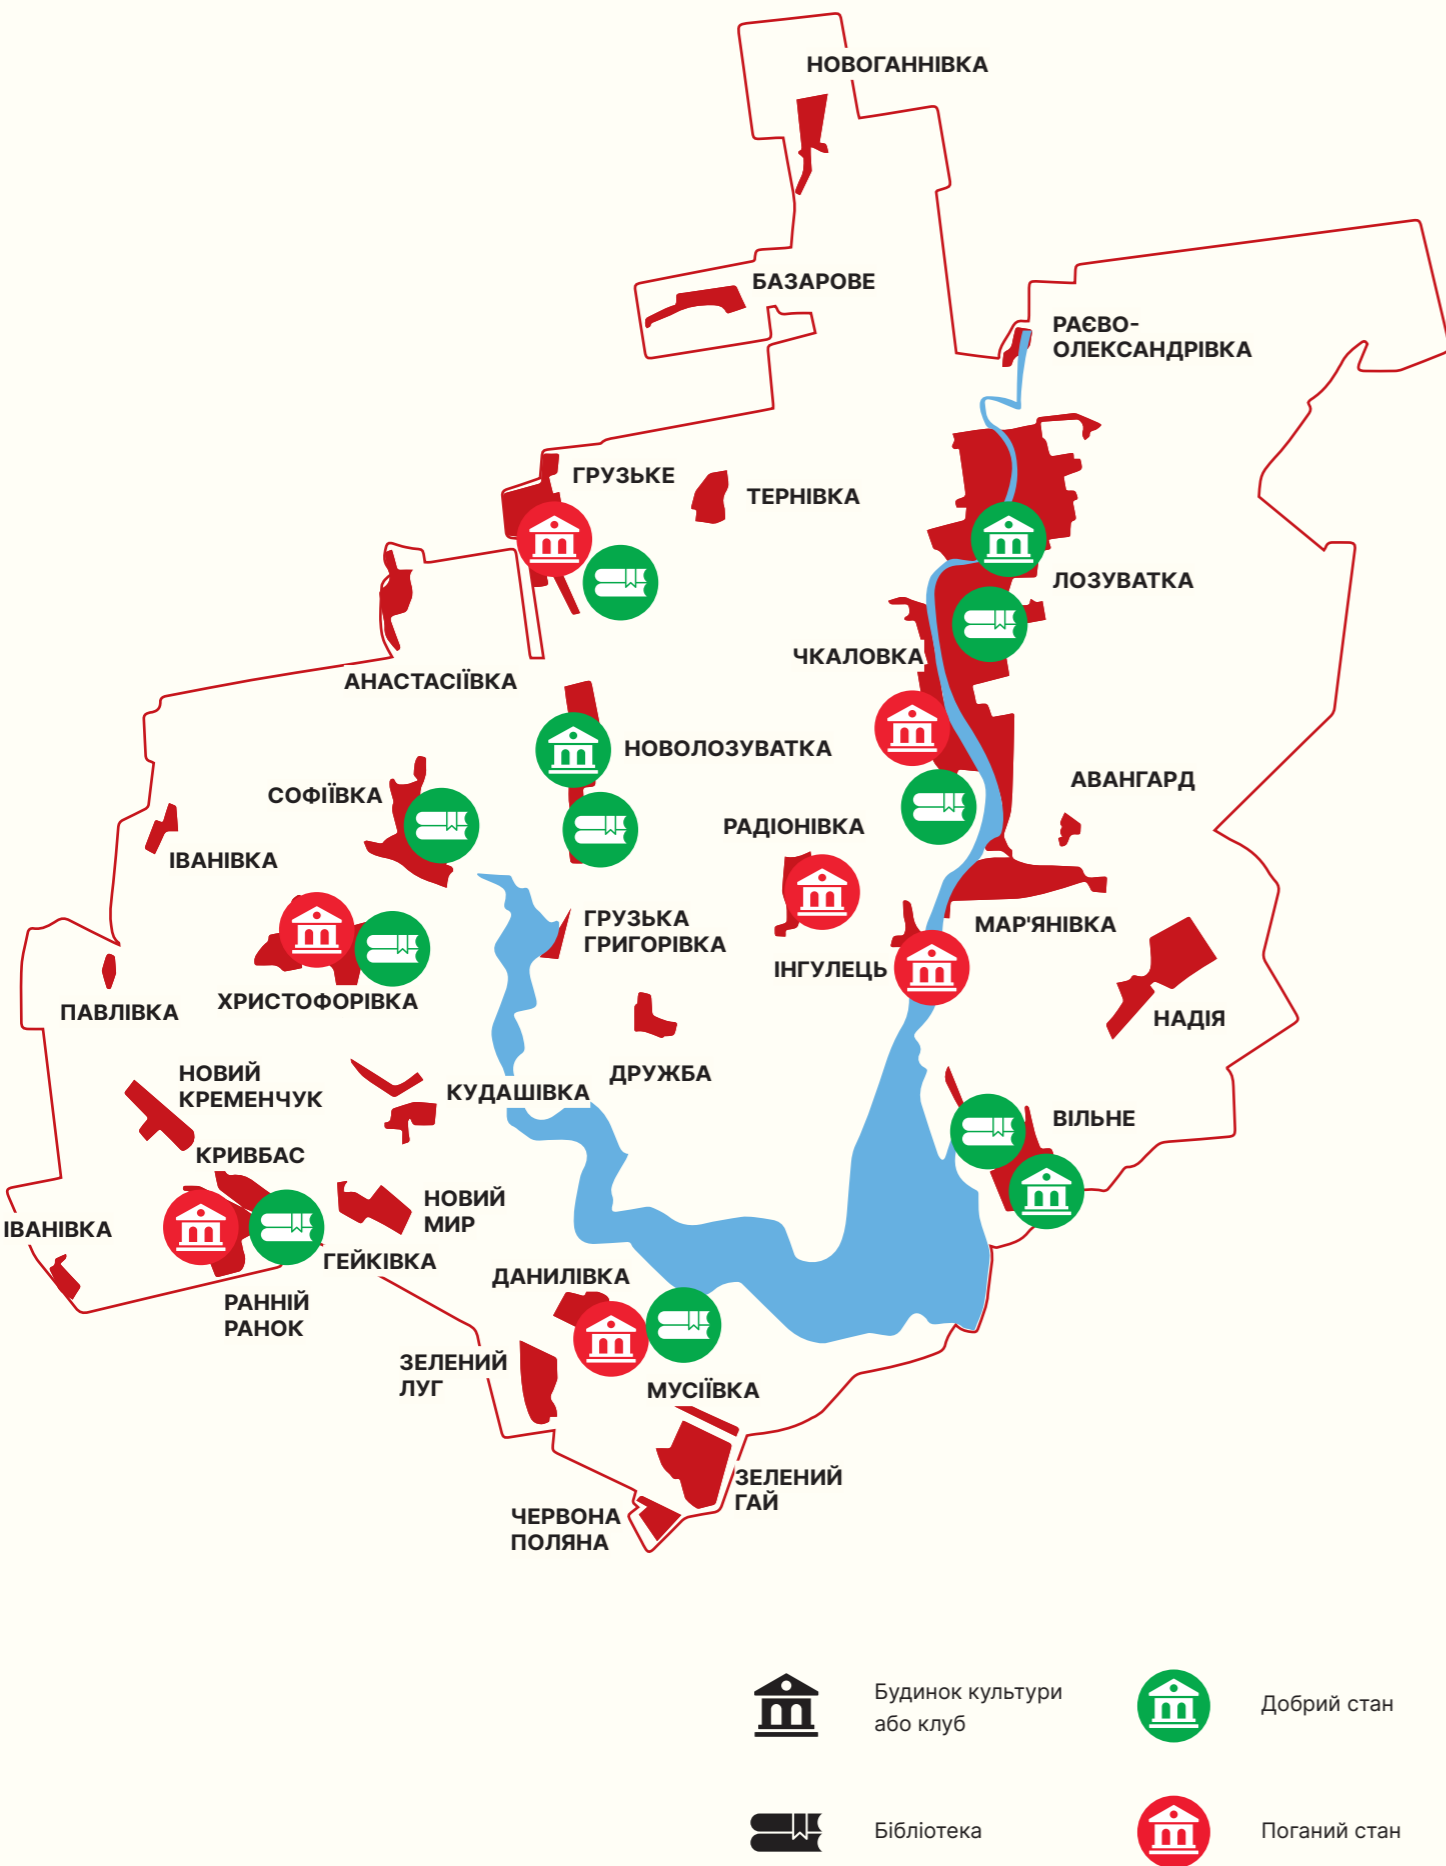 НОВОГАННІВКА
БАЗАРОВЕ
РАЄВО-
ОЛЕКСАНДРІВКА
ГРУЗЬКЕ
ТЕРНІВКА
ЛОЗУВАТКА
ЧКАЛОВКА
АНАСТАСІЇВКА
НОВОЛОЗУВАТКА
АВАНГАРД
СОФІЇВКА
РАДІОНІВКА
ІВАНІВКА
ГРУЗЬКА
ГРИГОРІВКА
МАР'ЯНІВКА
ІНГУЛЕЦЬ
ХРИСТОФОРІВКА
ПАВЛІВКА
НАДІЯ
НОВИЙ
КРЕМЕНЧУК
ДРУЖБА
КУДАШІВКА
ВІЛЬНЕ
КРИВБАС
НОВИЙ
МИР
ІВАНІВКА
ГЕЙКІВКА
ДАНИЛІВКА
РАННІЙ
РАНОК
ЗЕЛЕНИЙ
ЛУГ
МУСІЇВКА
ЗЕЛЕНИЙ
ГАЙ
ЧЕРВОНА
ПОЛЯНА
Будинок культури
або клуб
Добрий стан
Бібліотека
Поганий стан